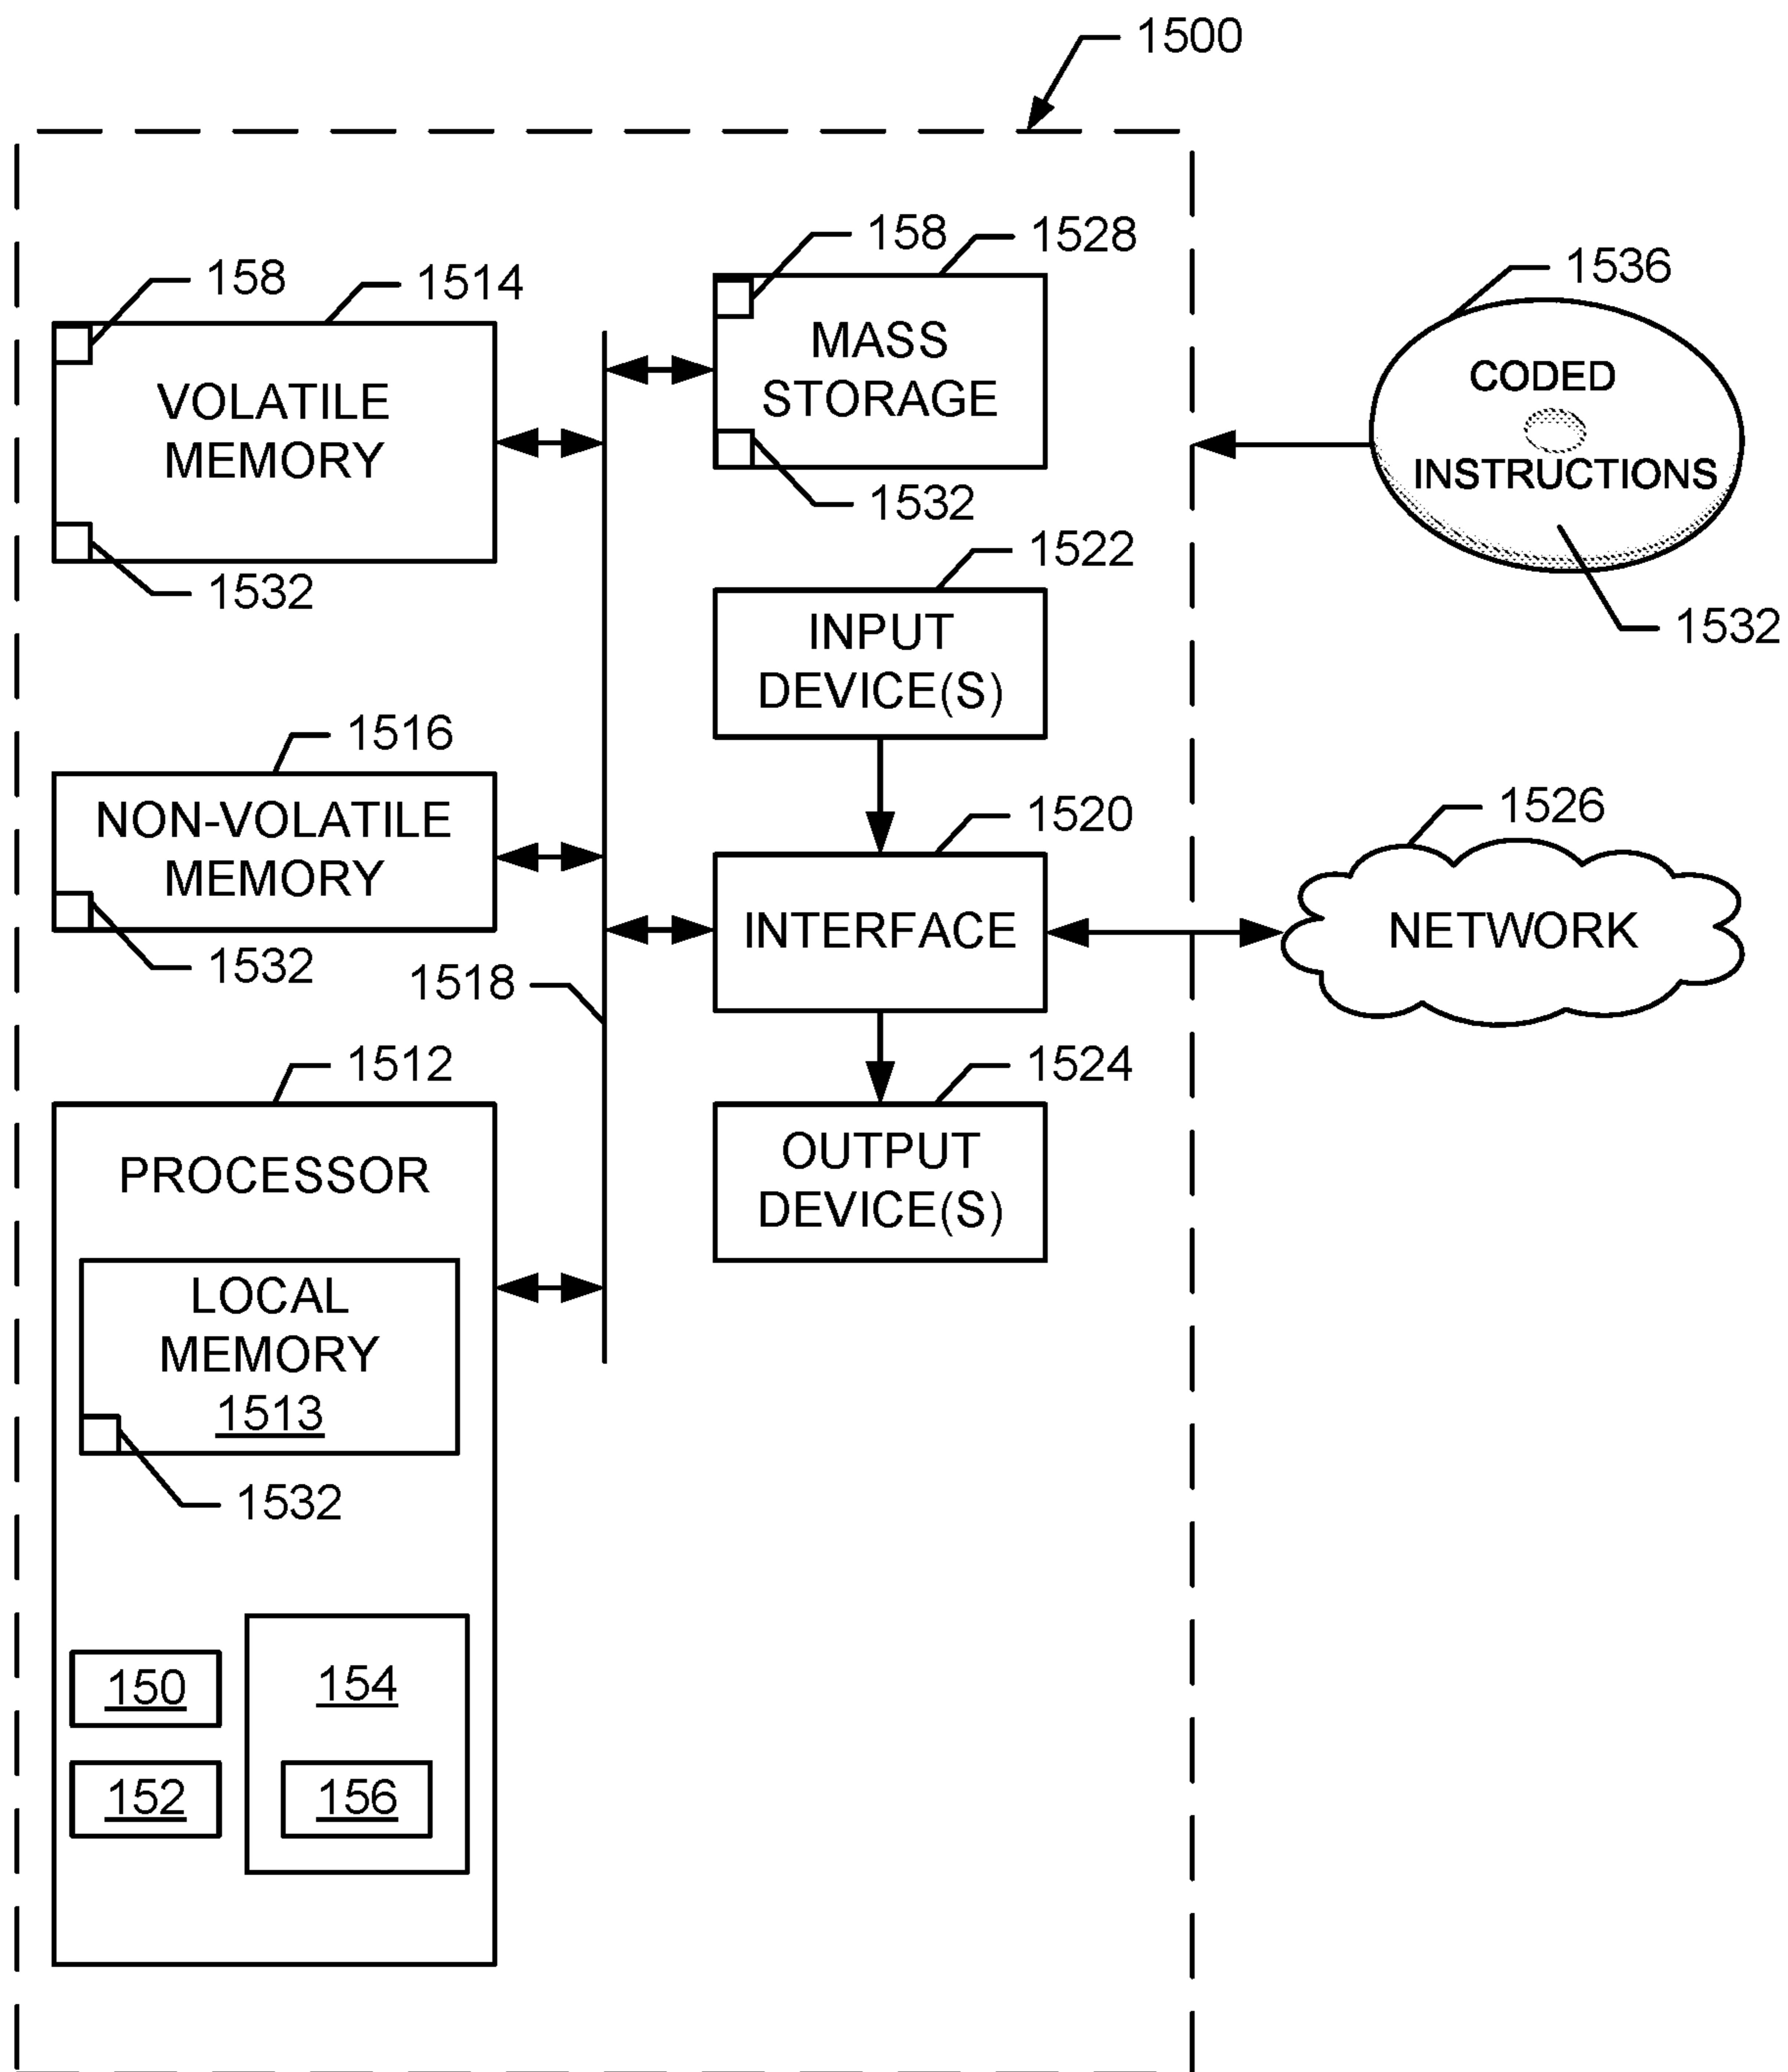 1500
158
1528
1536
158
1514
MASS
STORAGE
CODED
INSTRUCTIONS
VOLATILE
MEMORY
1532
1532
1522
1532
INPUT
DEVICE(S)
1516
1520
1526
NON-VOLATILE
MEMORY
INTERFACE
NETWORK
1532
1518
1512
1524
PROCESSOR
OUTPUT
DEVICE(S)
LOCAL
MEMORY
1513
1532
150
154
152
156